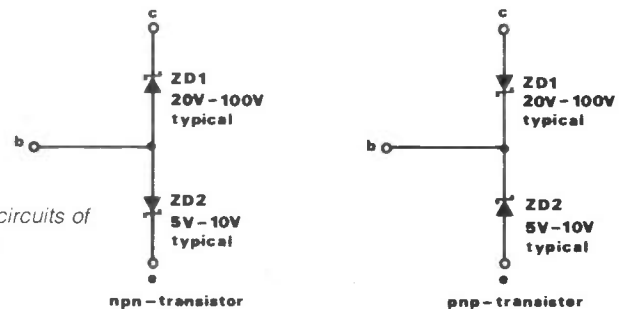 c
ZD1
20V-100V
typical
b
ZD2
5V-10V
typical
e
npn-transistor
c
ZD1
20V-100V
typical
b
ZD2
5V-10V
typical
e
pnp-transister
circuits of